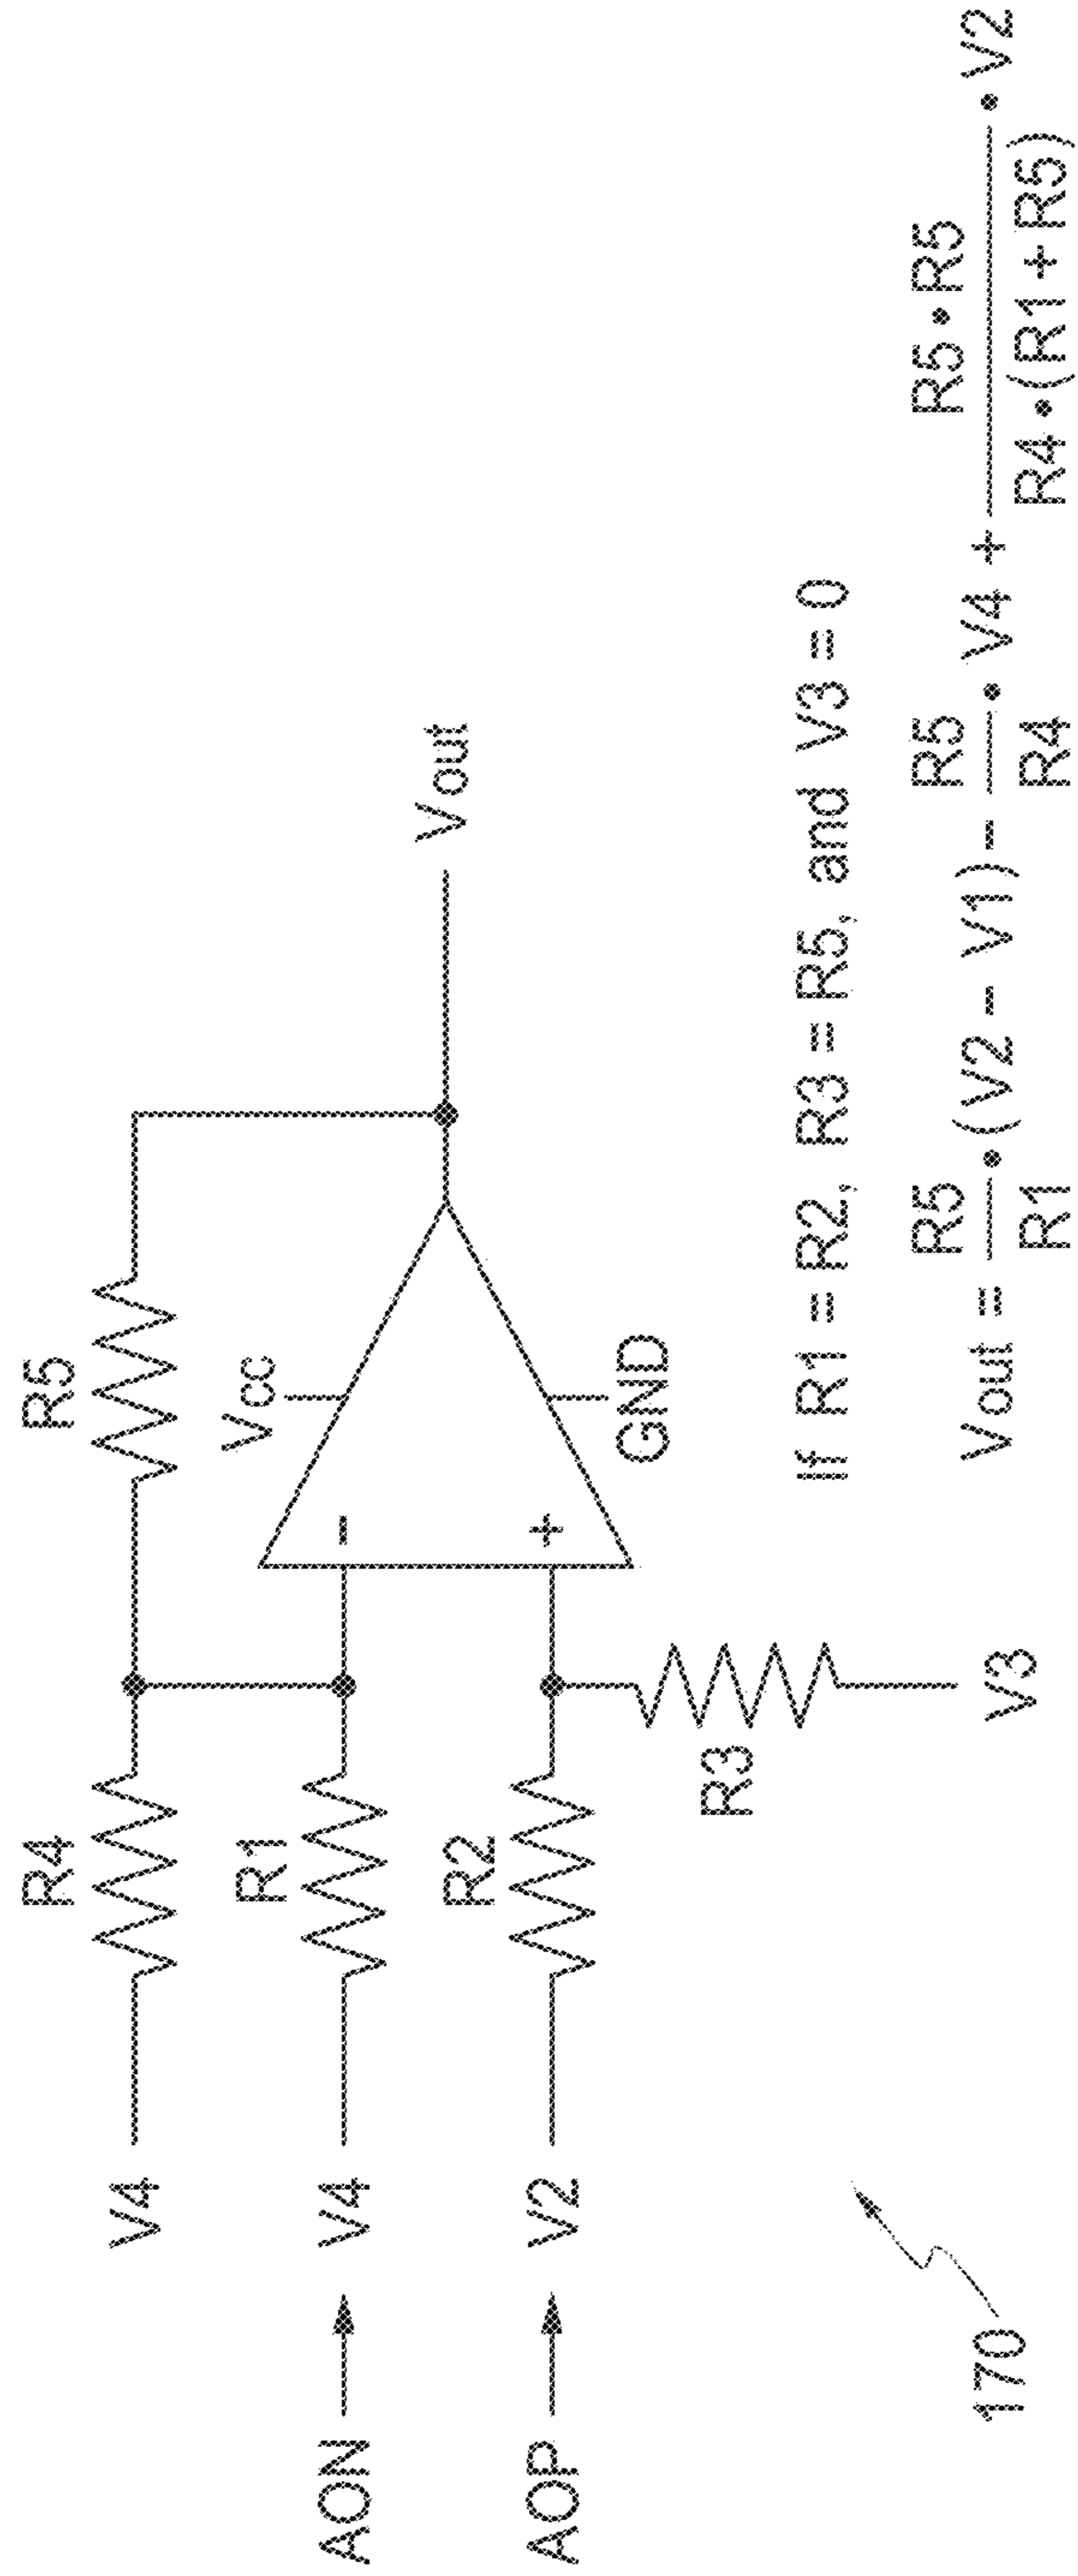 R4
R5
V4
Vcc
R1
AON V4
−
Vout
R2
AOP V2
+
GND
R3
V3
If R1 = R2, R3 = R5, and V3 = 0
Vout = R5/R1 • (V2 − V1) − R5/R4 • V4 + R5 • R5/R4 • (R1 + R5) • V2
170